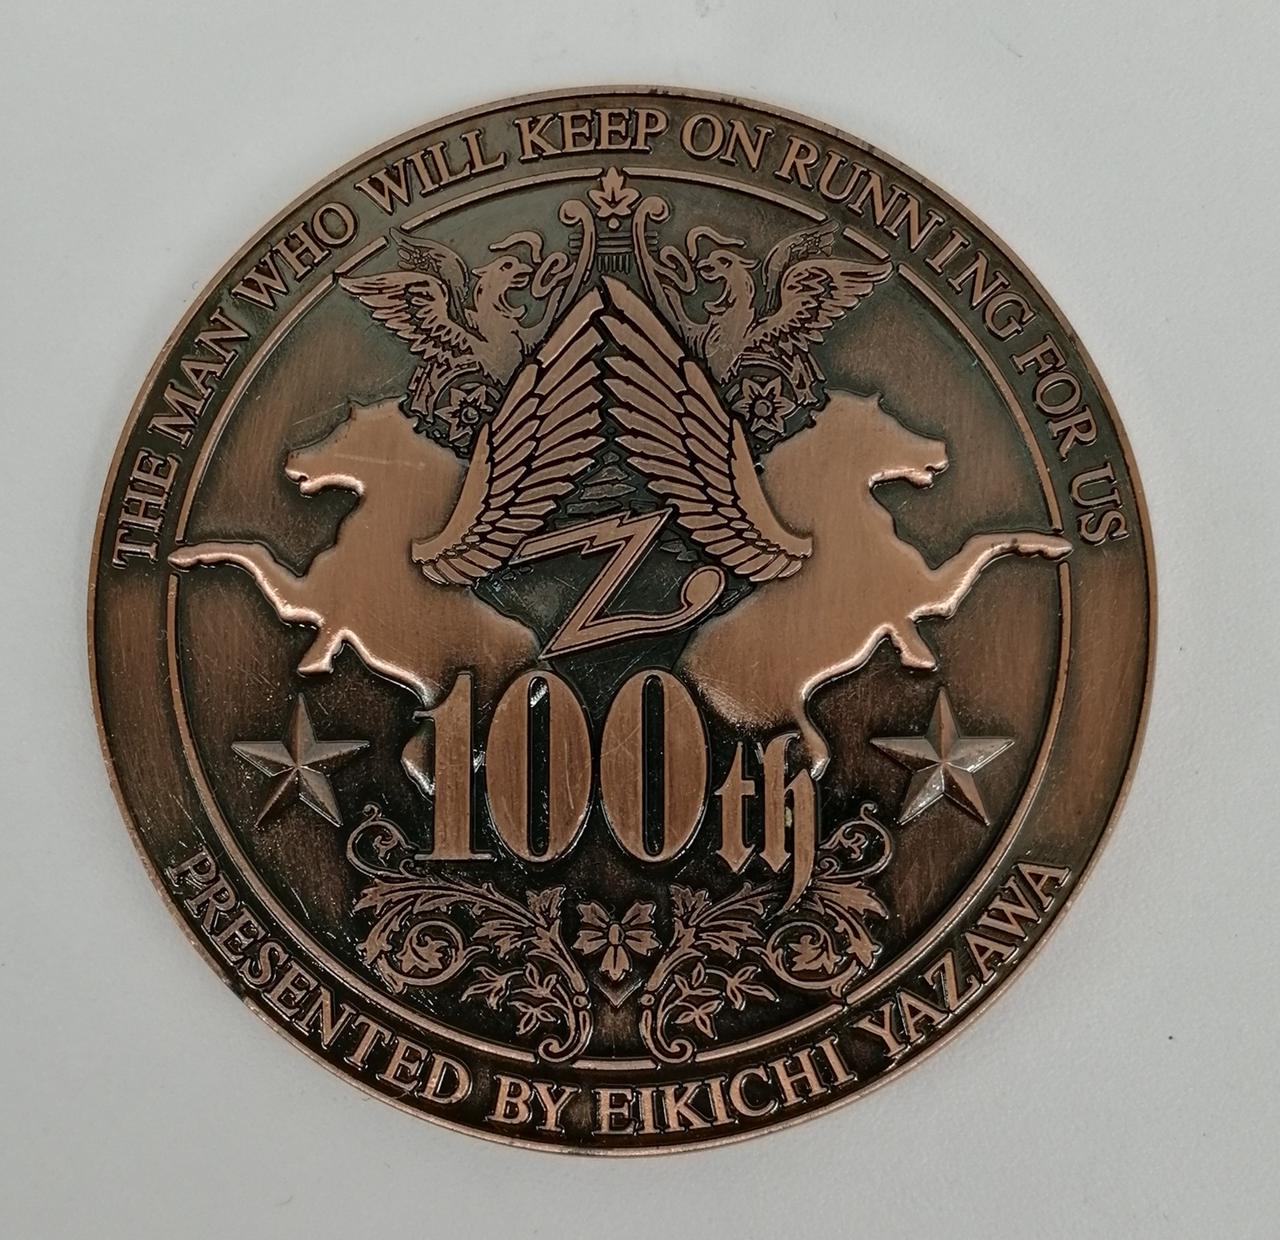 THE MAN WHO WILL KEEP ON RUNNING FOR US
Z
100th
PRESENTED BY EIKICHI YAZAWA